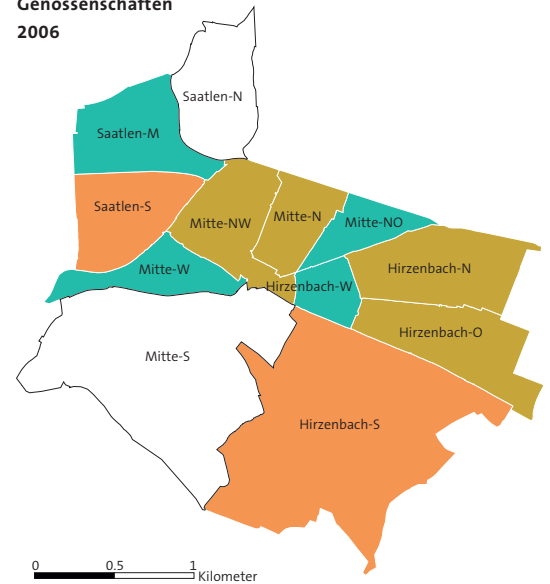 Genossenschaften
2006
Saatlen-N
Saatlen-M
Saatlen-S
Mitte-NW
Mitte-N
Mitte-NO
Mitte-W
Hirzenbach-W
Hirzenbach-N
Hirzenbach-O
Mitte-S
Hirzenbach-S
0 0.5 1 Kilometer